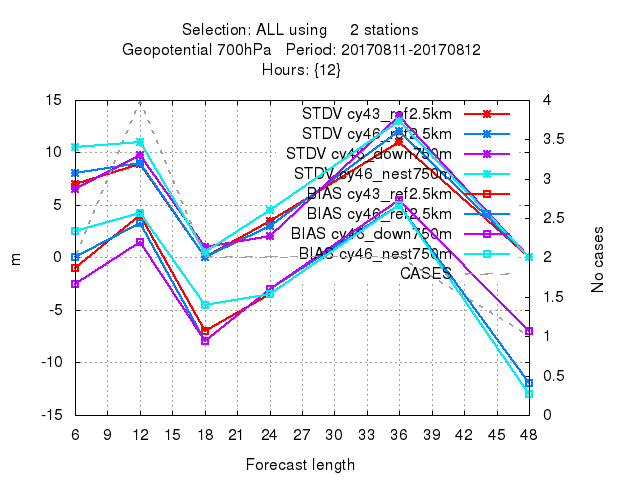 Selection: ALL using 2 stations
Geopotential 700hPa Period: 20170811-20170812
Hours: {12}
STDV cy43_ref2.5km
STDV cy46_ref2.5km
STDV cy46_down750m
STDV cy46_nest750m
BIAS cy43_ref2.5km
BIAS cy46_ref2.5km
BIAS cy46_down750m
BIAS cy46_nest750m
CASES
15
10
5
0
-5
-10
-15
m
4
3.5
3
2.5
2
1.5
1
0.5
0
No cases
6 9 12 15 18 21 24 27 30 33 36 39 42 45 48
Forecast length